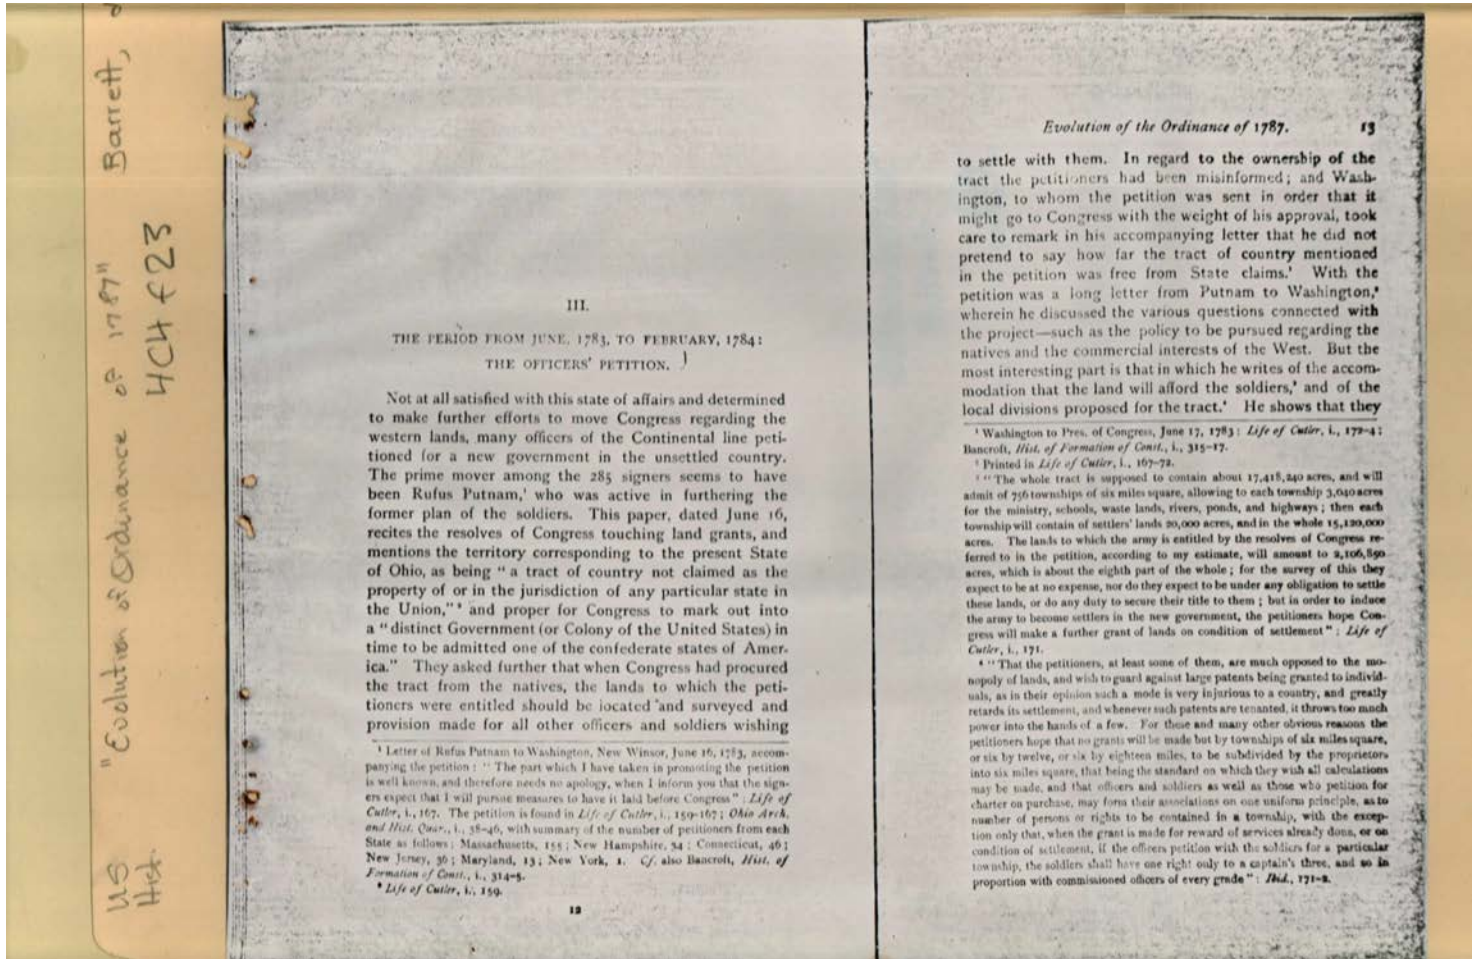 US "Evolution of Ordinance of 1787" Barrett,
Hist. 4CH f23
III.
THE PERIOD FROM JUNE, 1783, TO FEBRUARY, 1784:
THE OFFICERS' PETITION.
Not at all satisfied with this state of affairs and determined
to make further efforts to move Congress regarding the
western lands, many officers of the Continental line peti-
tioned for a new government in the unsettled country.
The prime mover among the 285 signers seems to have
been Rufus Putnam,¹ who was active in furthering the
former plan of the soldiers. This paper, dated June 16,
recites the resolves of Congress touching land grants, and
mentions the territory corresponding to the present State
of Ohio, as being "a tract of country not claimed as the
property of or in the jurisdiction of any particular state in
the Union,"² and proper for Congress to mark out into
a "distinct Government (or Colony of the United States) in
time to be admitted one of the confederate states of Amer-
ica." They asked further that when Congress had procured
the tract from the natives, the lands to which the peti-
tioners were entitled should be located and surveyed and
provision made for all other officers and soldiers wishing
¹ Letter of Rufus Putnam to Washington, New Winsor, June 16, 1783, accom-
panying the petition: "The part which I have taken in promoting the petition
is well known, and therefore needs no apology, when I inform you that the sign-
ers expect that I will pursue measures to have it laid before Congress": Life of
Cutler, i., 167. The petition is found in Life of Cutler, i., 159-167; Ohio Arch.
and Hist. Quar., i., 38-46, with summary of the number of petitioners from each
State as follows: Massachusetts, 155; New Hampshire, 34; Connecticut, 46;
New Jersey, 36; Maryland, 13; New York, 1. Cf. also Bancroft, Hist. of
Formation of Const., i., 314-5.
² Life of Cutler, i., 159.
12
Evolution of the Ordinance of 1787. 13
to settle with them. In regard to the ownership of the
tract the petitioners had been misinformed; and Wash-
ington, to whom the petition was sent in order that it
might go to Congress with the weight of his approval, took
care to remark in his accompanying letter that he did not
pretend to say how far the tract of country mentioned
in the petition was free from State claims.¹ With the
petition was a long letter from Putnam to Washington,²
wherein he discussed the various questions connected with
the project—such as the policy to be pursued regarding the
natives and the commercial interests of the West. But the
most interesting part is that in which he writes of the accom-
modation that the land will afford the soldiers,³ and of the
local divisions proposed for the tract.⁴ He shows that they
¹ Washington to Pres. of Congress, June 17, 1783: Life of Cutler, i., 172-4;
Bancroft, Hist. of Formation of Const., i., 315-17.
² Printed in Life of Cutler, i., 167-72.
³ "The whole tract is supposed to contain about 17,418,240 acres, and will
admit of 756 townships of six miles square, allowing to each township 3,040 acres
for the ministry, schools, waste lands, rivers, ponds, and highways; then each
township will contain of settlers' lands 20,000 acres, and in the whole 15,120,000
acres. The lands to which the army is entitled by the resolves of Congress re-
ferred to in the petition, according to my estimate, will amount to 2,106,850
acres, which is about the eighth part of the whole; for the survey of this they
expect to be at no expense, nor do they expect to be under any obligation to settle
these lands, or do any duty to secure their title to them; but in order to induce
the army to become settlers in the new government, the petitioners hope Con-
gress will make a further grant of lands on condition of settlement": Life of
Cutler, i., 171.
⁴ "That the petitioners, at least some of them, are much opposed to the mo-
nopoly of lands, and wish to guard against large patents being granted to individ-
uals, as in their opinion such a mode is very injurious to a country, and greatly
retards its settlement, and whenever such patents are tenanted, it throws too much
power into the hands of a few. For these and many other obvious reasons the
petitioners hope that no grants will be made but by townships of six miles square,
or six by twelve, or six by eighteen miles, to be subdivided by the proprietors
into six miles square, that being the standard on which they wish all calculations
may be made, and that officers and soldiers as well as those who petition for
charter on purchase, may form their associations on one uniform principle, as to
number of persons or rights to be contained in a township, with the excep-
tion only that, when the grant is made for reward of services already done, or on
condition of settlement, if the officers petition with the soldiers for a particular
township, the soldiers shall have one right only to a captain's three, and so in
proportion with commissioned officers of every grade": Ibid., 171-2.